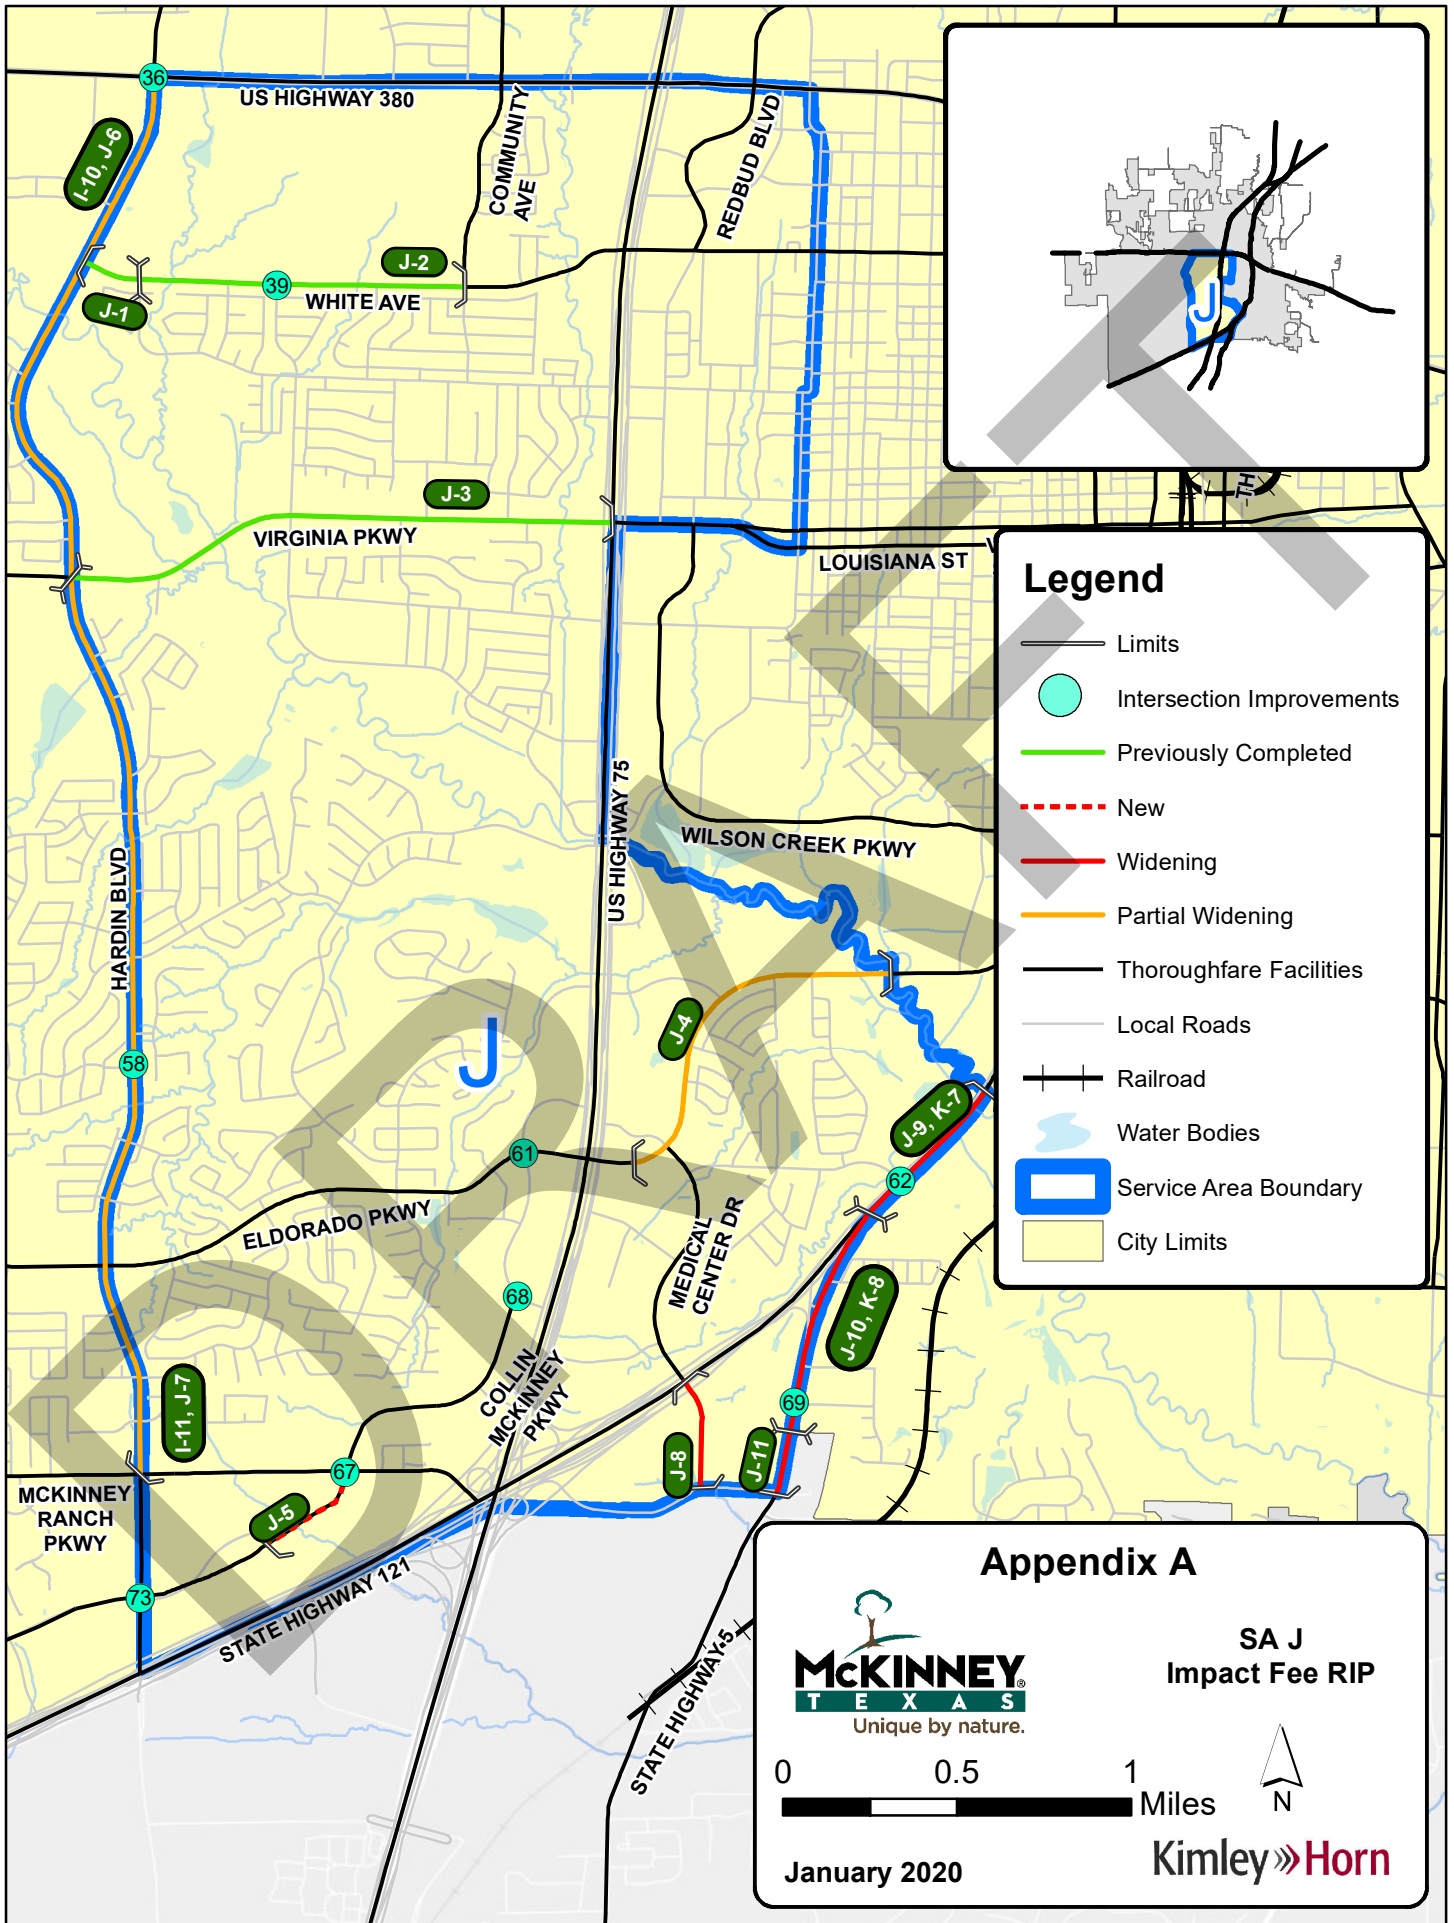 36
US HIGHWAY 380
COMMUNITY
AVE
REDBUD BLVD
I-10, J-6
J-2
39
WHITE AVE
J-1
J
J-3
VIRGINIA PKWY
LOUISIANA ST
TH
Legend
Limits
Intersection Improvements
Previously Completed
New
Widening
Partial Widening
Thoroughfare Facilities
Local Roads
Railroad
Water Bodies
Service Area Boundary
City Limits
US HIGHWAY 75
WILSON CREEK PKWY
HARDIN BLVD
J-4
J
58
61
J-9, K-7
62
ELDORADO PKWY
MEDICAL
CENTER DR
68
J-10, K-8
COLLIN
MCKINNEY
PKWY
I-11, J-7
69
J-8
J-11
67
MCKINNEY
RANCH
PKWY
J-5
73
STATE HIGHWAY 121
STATE HIGHWAY 5
DRAFT
Appendix A
MCKINNEY®
TEXAS
Unique by nature.
SA J
Impact Fee RIP
0 0.5 1
Miles
N
January 2020
Kimley»Horn